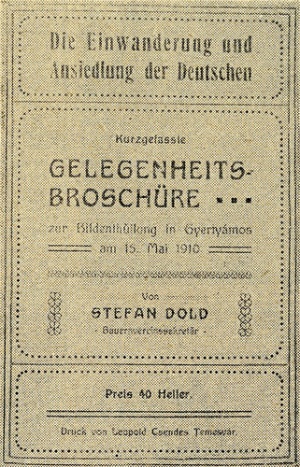 Die Einwanderung und
Ansiedlung der Deutschen
Kurzgefasste
GELEGENHEITS-
BROSCHÜRE ...
zur Bildenthüllung in Gyertyámos
am 15. Mai 1910
Von
STEFAN DOLD
- Bauernvereinssekretär -
Preis 40 Heller.
Druck von Leopold Csendes Temesvár.